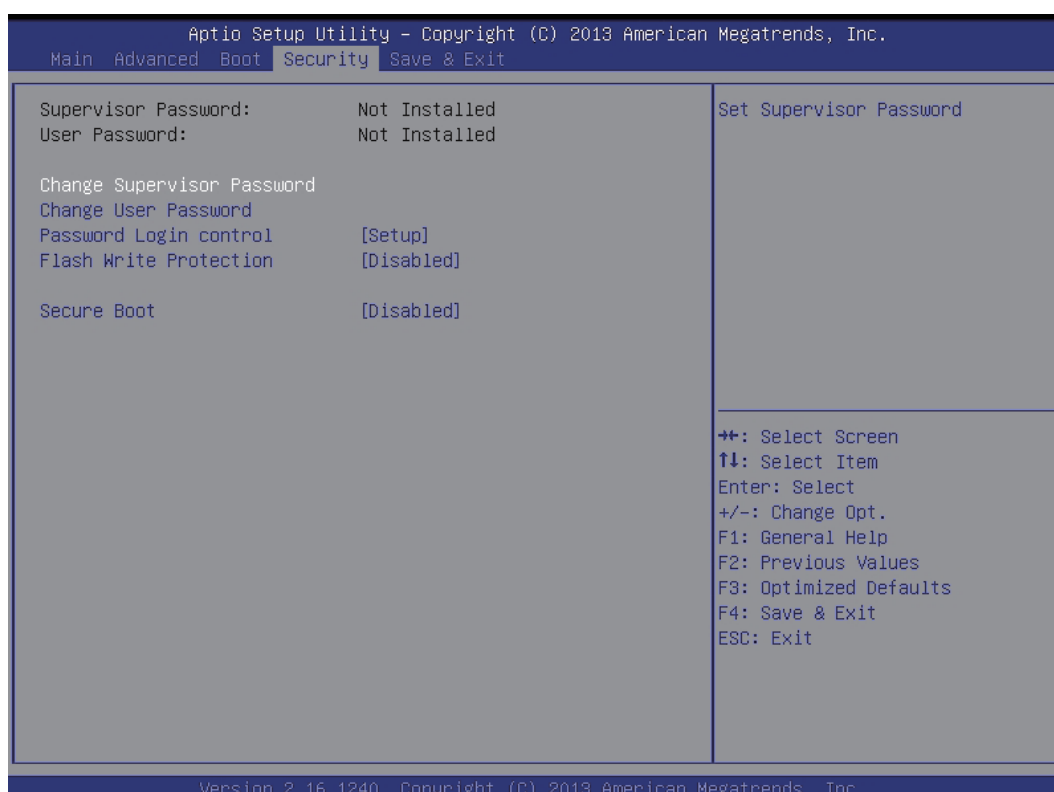 Aptio Setup Utility – Copyright (C) 2013 American Megatrends, Inc.
Main Advanced Boot Security Save & Exit
Supervisor Password: Not Installed
User Password: Not Installed
Change Supervisor Password
Change User Password
Password Login control [Setup]
Flash Write Protection [Disabled]
Secure Boot [Disabled]
Set Supervisor Password
→←: Select Screen
↑↓: Select Item
Enter: Select
+/-: Change Opt.
F1: General Help
F2: Previous Values
F3: Optimized Defaults
F4: Save & Exit
ESC: Exit
Version 2.16.1240. Copyright (C) 2013 American Megatrends, Inc.